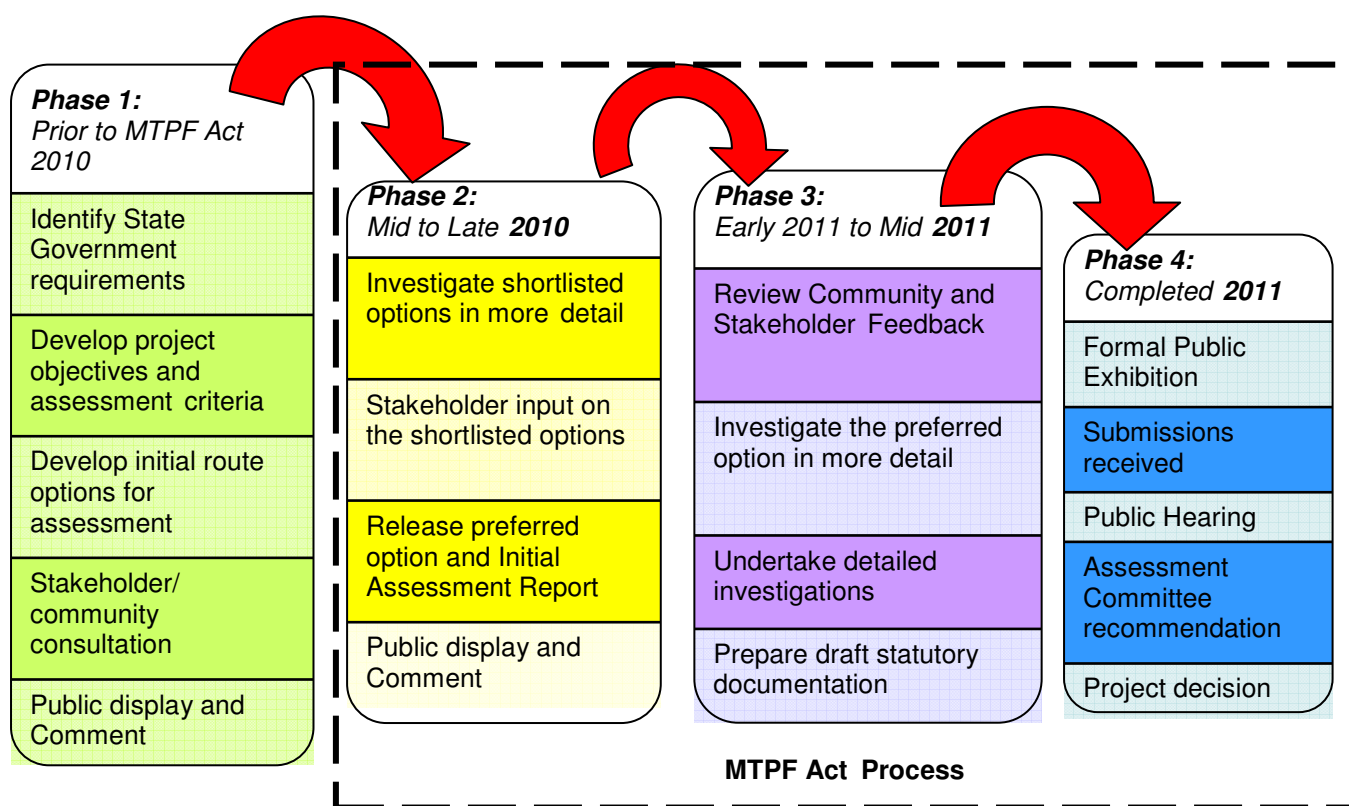 Phase 1:
Prior to MTPF Act
2010
Identify State
Government
requirements
Develop project
objectives and
assessment criteria
Develop initial route
options for
assessment
Stakeholder/
community
consultation
Public display and
Comment
Phase 2:
Mid to Late 2010
Investigate shortlisted
options in more detail
Stakeholder input on
the shortlisted options
Release preferred
option and Initial
Assessment Report
Public display and
Comment
Phase 3:
Early 2011 to Mid 2011
Review Community and
Stakeholder Feedback
Investigate the preferred
option in more detail
Undertake detailed
investigations
Prepare draft statutory
documentation
Phase 4:
Completed 2011
Formal Public
Exhibition
Submissions
received
Public Hearing
Assessment
Committee
recommendation
Project decision
MTPF Act Process